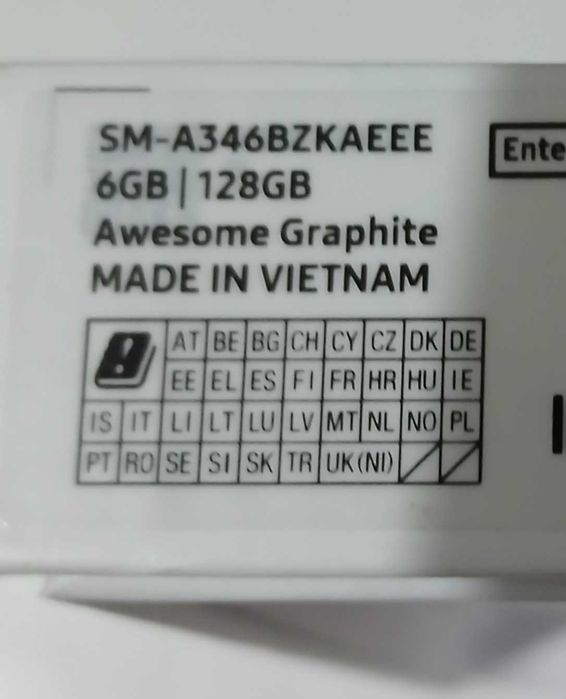 SM-A346BZKAEEE
6GB | 128GB
Awesome Graphite
MADE IN VIETNAM
Ente
AT BE BG CH CY CZ DK DE
EE EL ES FI FR HR HU IE
IS IT LI LT LU LV MT NL NO PL
PT RO SE SI SK TR UK(NI)